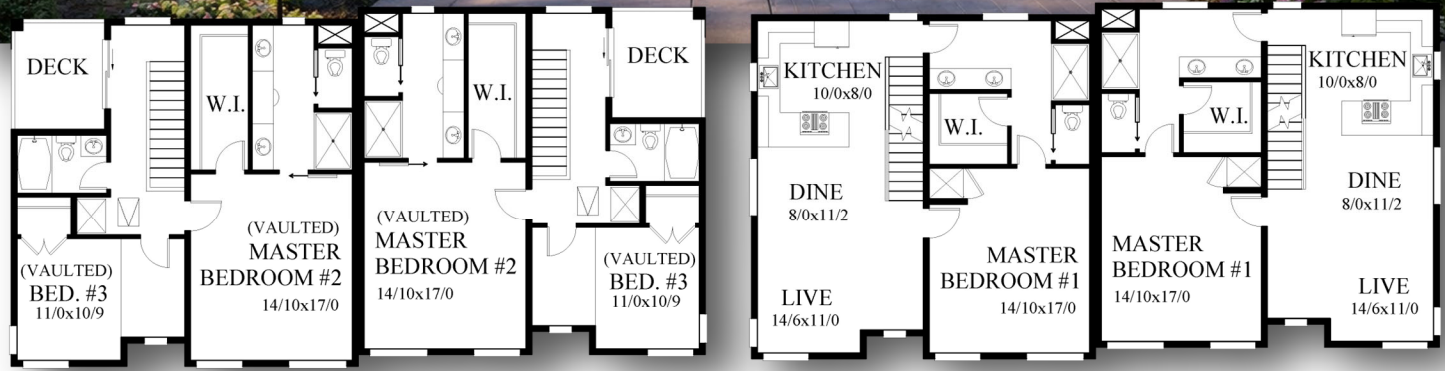 DECK
W.I.
(VAULTED)
MASTER
BEDROOM #2
14/10x17/0
(VAULTED)
BED. #3
11/0x10/9
W.I.
DECK
(VAULTED)
MASTER
BEDROOM #2
14/10x17/0
(VAULTED)
BED. #3
11/0x10/9
KITCHEN
10/0x8/0
W.I.
DINE
8/0x11/2
MASTER
BEDROOM #1
14/10x17/0
LIVE
14/6x11/0
W.I.
KITCHEN
10/0x8/0
MASTER
BEDROOM #1
14/10x17/0
DINE
8/0x11/2
LIVE
14/6x11/0